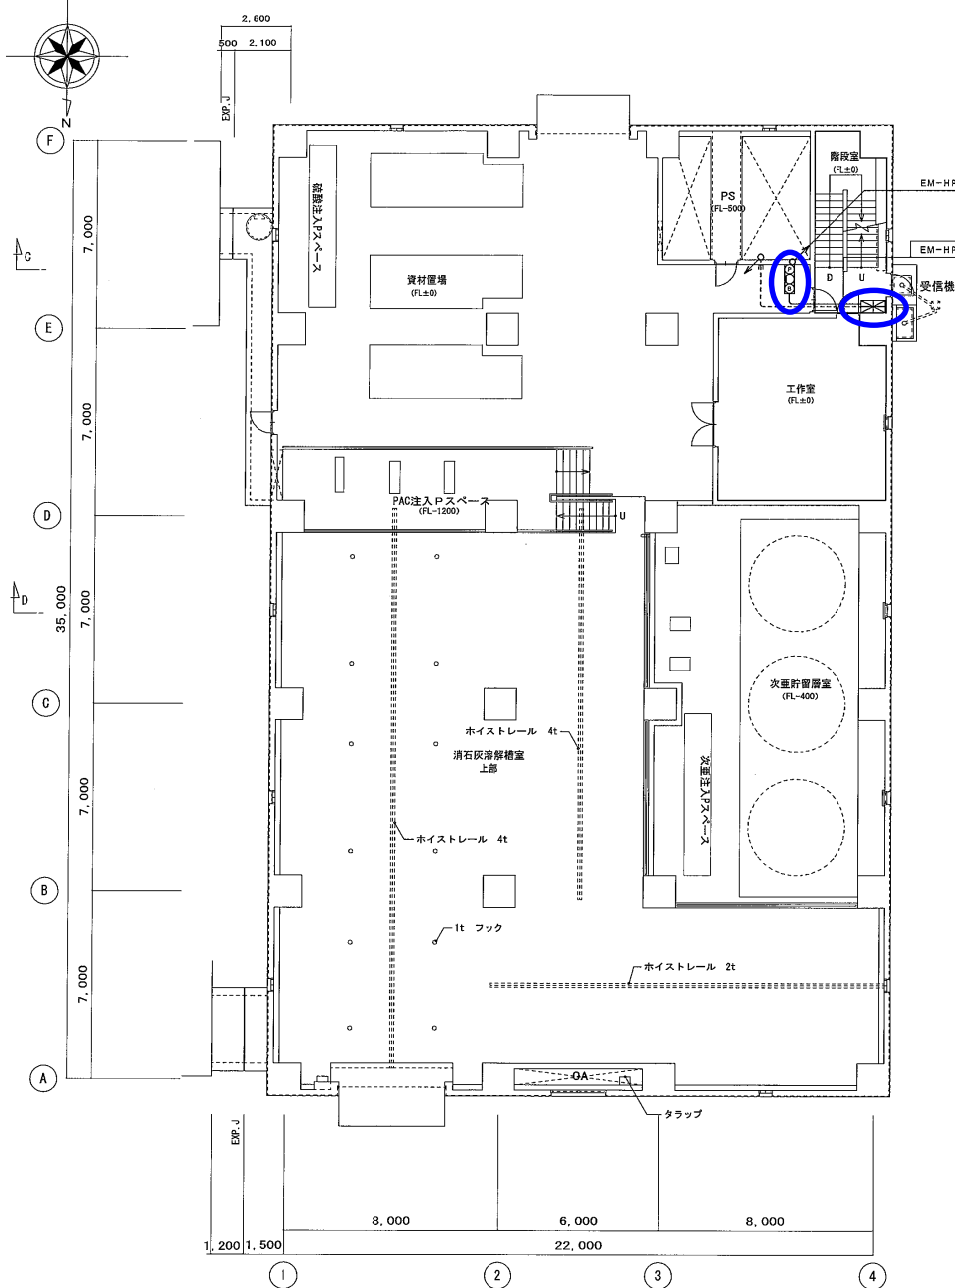 2,600
500 2,100
EXP.J
N
F
E
D
C
B
A
C
D
7,000
7,000
7,000
7,000
7,000
35,000
硫酸注入Pスペース
資材置場
(FL±0)
PS
(FL-500)
階段室
(FL±0)
EM-HP
EM-HP
D U
P
B
受信機
工作室
(FL±0)
PAC注入Pスペース
(FL-1200)
U
次亜貯留層室
(FL-400)
次亜注入Pスペース
ホイストレール 4t
消石灰溶解槽室
上部
ホイストレール 4t
1t フック
ホイストレール 2t
OA
タラップ
EXP.J
8,000
6,000
8,000
1,200
1,500
22,000
1
2
3
4